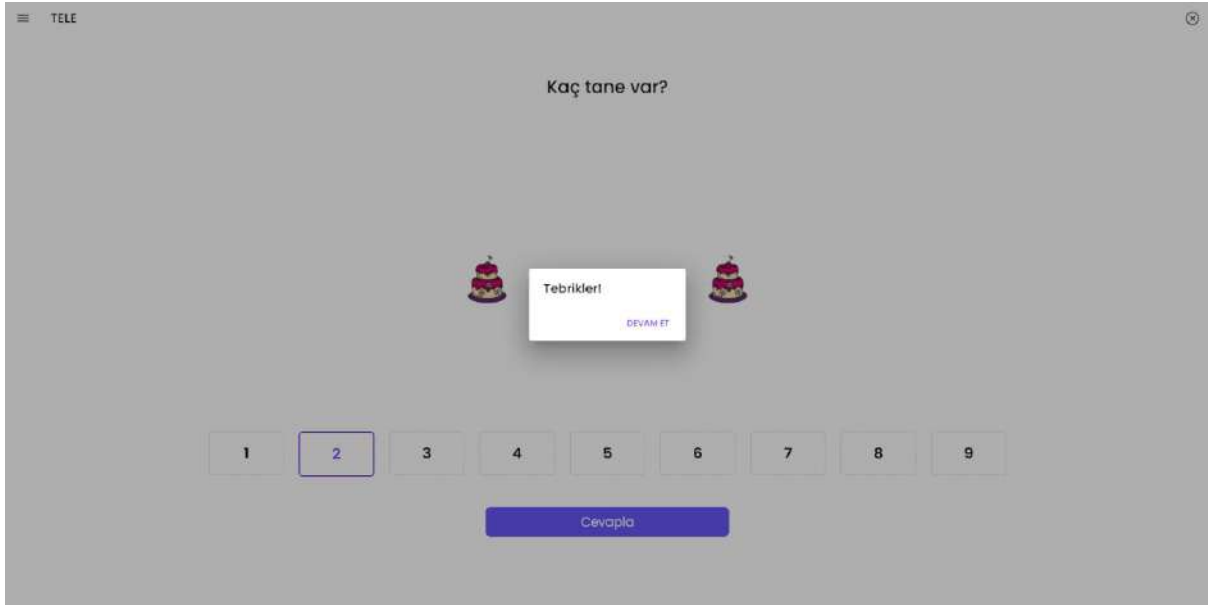 TELE
Kaç tane var?
Tebrikler!
DEVAM ET
1 2 3 4 5 6 7 8 9
Cevapla